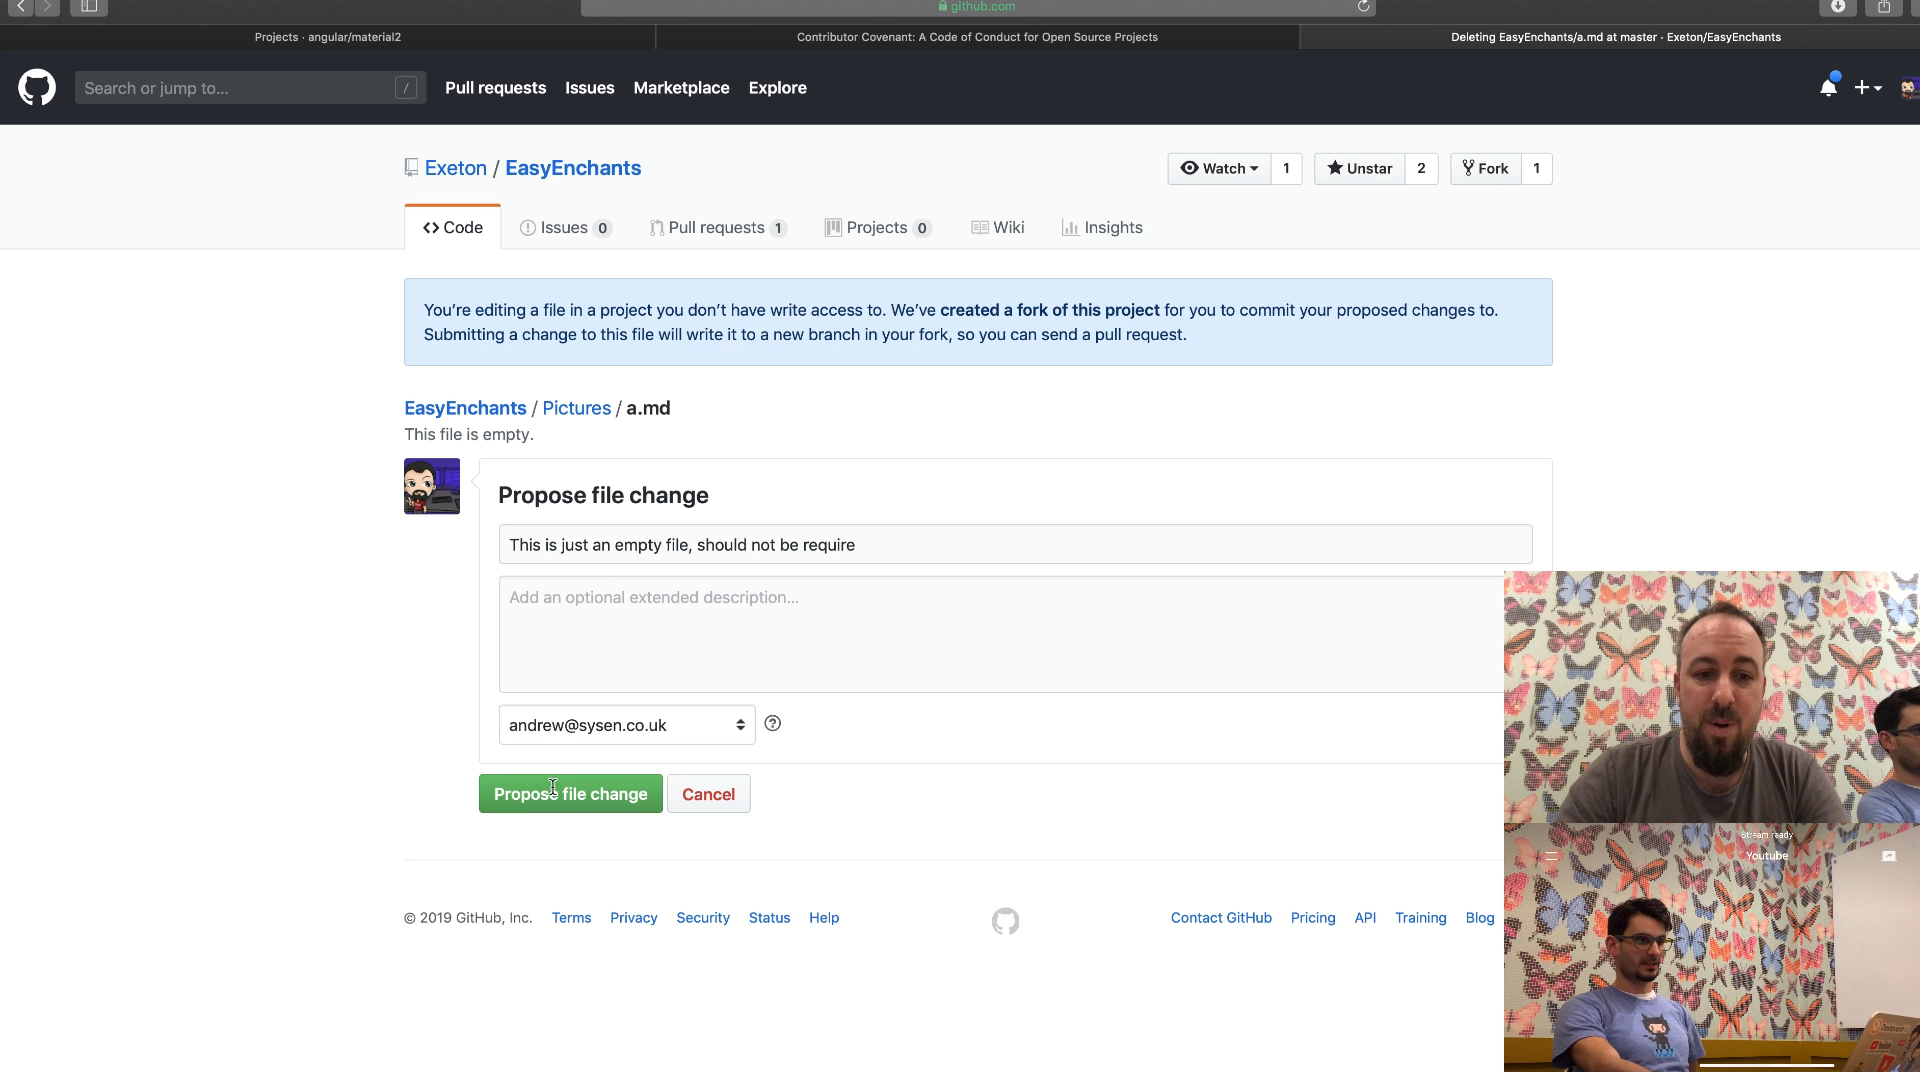 github.com
Projects · angular/material2
Contributor Covenant: A Code of Conduct for Open Source Projects
Deleting EasyEnchants/a.md at master · Exeton/EasyEnchants
Search or jump to...
/
Pull requests
Issues
Marketplace
Explore
Exeton / EasyEnchants
Watch
1
Unstar
2
Fork
1
Code
Issues 0
Pull requests 1
Projects 0
Wiki
Insights
You're editing a file in a project you don't have write access to. We've created a fork of this project for you to commit your proposed changes to.
Submitting a change to this file will write it to a new branch in your fork, so you can send a pull request.
EasyEnchants / Pictures / a.md
This file is empty.
Propose file change
This is just an empty file, should not be require
Add an optional extended description...
andrew@sysen.co.uk
Propose file change
Cancel
Stream ready
Youtube
© 2019 GitHub, Inc.
Terms
Privacy
Security
Status
Help
Contact GitHub
Pricing
API
Training
Blog